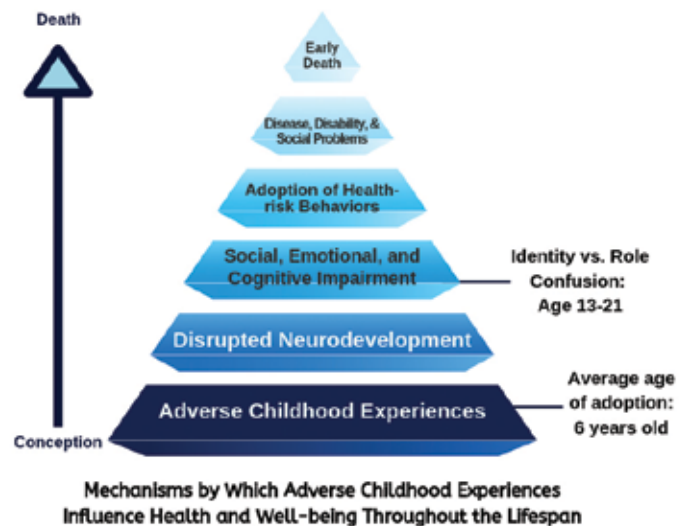 Death
Early
Death
Disease, Disability, &
Social Problems
Adoption of Health-
risk Behaviors
Social, Emotional, and
Cognitive Impairment
Identity vs. Role
Confusion:
Age 13-21
Disrupted Neurodevelopment
Adverse Childhood Experiences
Average age
of adoption:
6 years old
Conception
Mechanisms by Which Adverse Childhood Experiences
Influence Health and Well-being Throughout the Lifespan